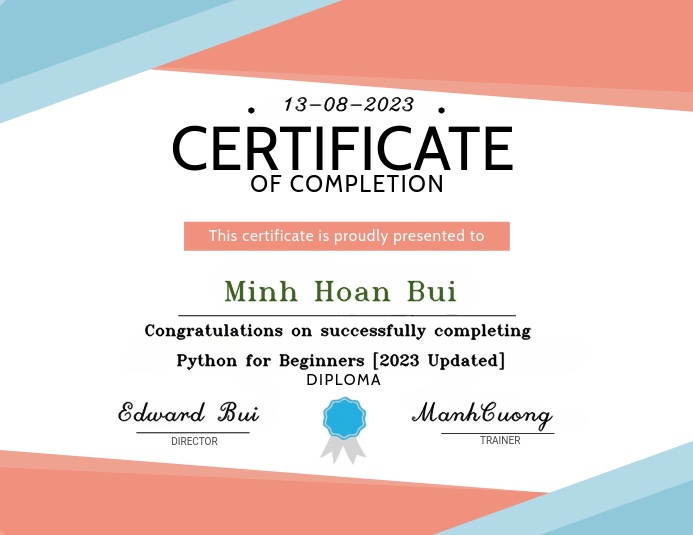 13-08-2023
CERTIFICATE
OF COMPLETION
This certificate is proudly presented to
Minh Hoan Bui
Congratulations on successfully completing
Python for Beginners [2023 Updated]
DIPLOMA
Edward Bui ManhCuong
DIRECTOR TRAINER